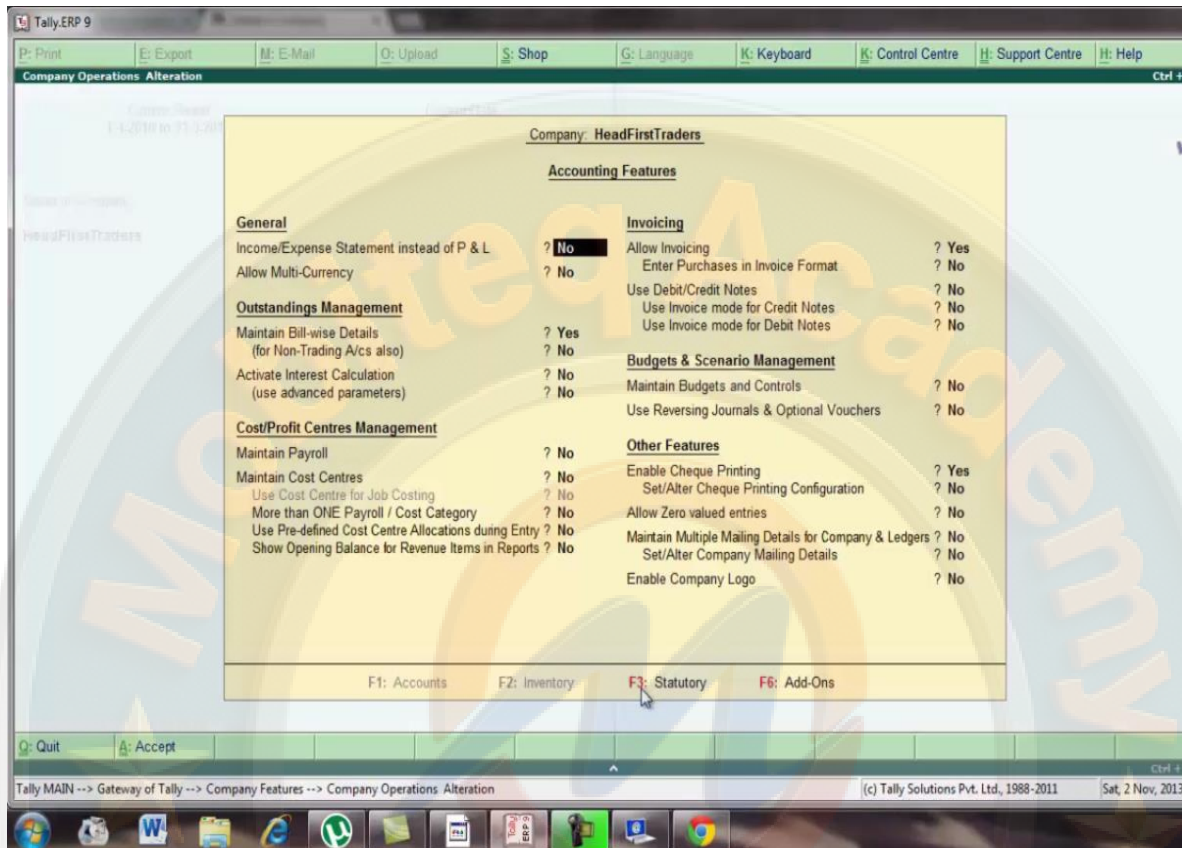 Tally.ERP 9
P: Print E: Export M: E-Mail O: Upload S: Shop G: Language K: Keyboard K: Control Centre H: Support Centre H: Help
Company Operations Alteration Ctrl +
Company: HeadFirstTraders
Accounting Features
General
Income/Expense Statement instead of P & L ? No
Allow Multi-Currency ? No
Outstandings Management
Maintain Bill-wise Details ? Yes
(for Non-Trading A/cs also) ? No
Activate Interest Calculation ? No
(use advanced parameters) ? No
Cost/Profit Centres Management
Maintain Payroll ? No
Maintain Cost Centres ? No
Use Cost Centre for Job Costing ? No
More than ONE Payroll / Cost Category ? No
Use Pre-defined Cost Centre Allocations during Entry ? No
Show Opening Balance for Revenue Items in Reports ? No
Invoicing
Allow Invoicing ? Yes
Enter Purchases in Invoice Format ? No
Use Debit/Credit Notes ? No
Use Invoice mode for Credit Notes ? No
Use Invoice mode for Debit Notes ? No
Budgets & Scenario Management
Maintain Budgets and Controls ? No
Use Reversing Journals & Optional Vouchers ? No
Other Features
Enable Cheque Printing ? Yes
Set/Alter Cheque Printing Configuration ? No
Allow Zero valued entries ? No
Maintain Multiple Mailing Details for Company & Ledgers ? No
Set/Alter Company Mailing Details ? No
Enable Company Logo ? No
F1: Accounts F2: Inventory F3: Statutory F6: Add-Ons
HeadFirstTraders
Q: Quit A: Accept
Ctrl +
Tally MAIN --> Gateway of Tally --> Company Features --> Company Operations Alteration (c) Tally Solutions Pvt. Ltd., 1988-2011 Sat, 2 Nov, 2013
Tally ERP 9
Moditeq Academy